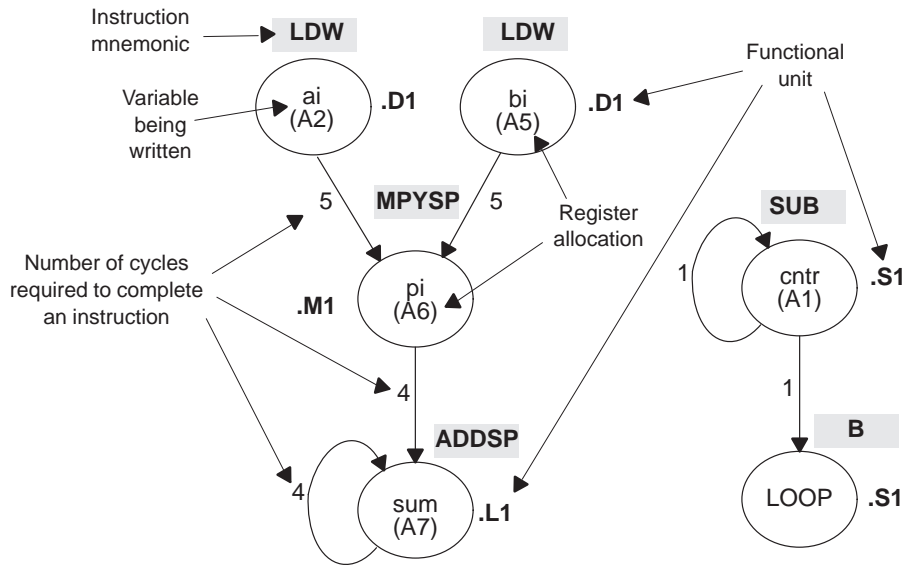 Instruction
mnemonic
LDW
LDW
Functional
unit
Variable
being
written
ai
(A2)
.D1
bi
(A5)
.D1
5
MPYSP
5
Register
allocation
SUB
Number of cycles
required to complete
an instruction
.M1
pi
(A6)
1
cntr
(A1)
.S1
4
1
ADDSP
B
4
sum
(A7)
.L1
LOOP
.S1